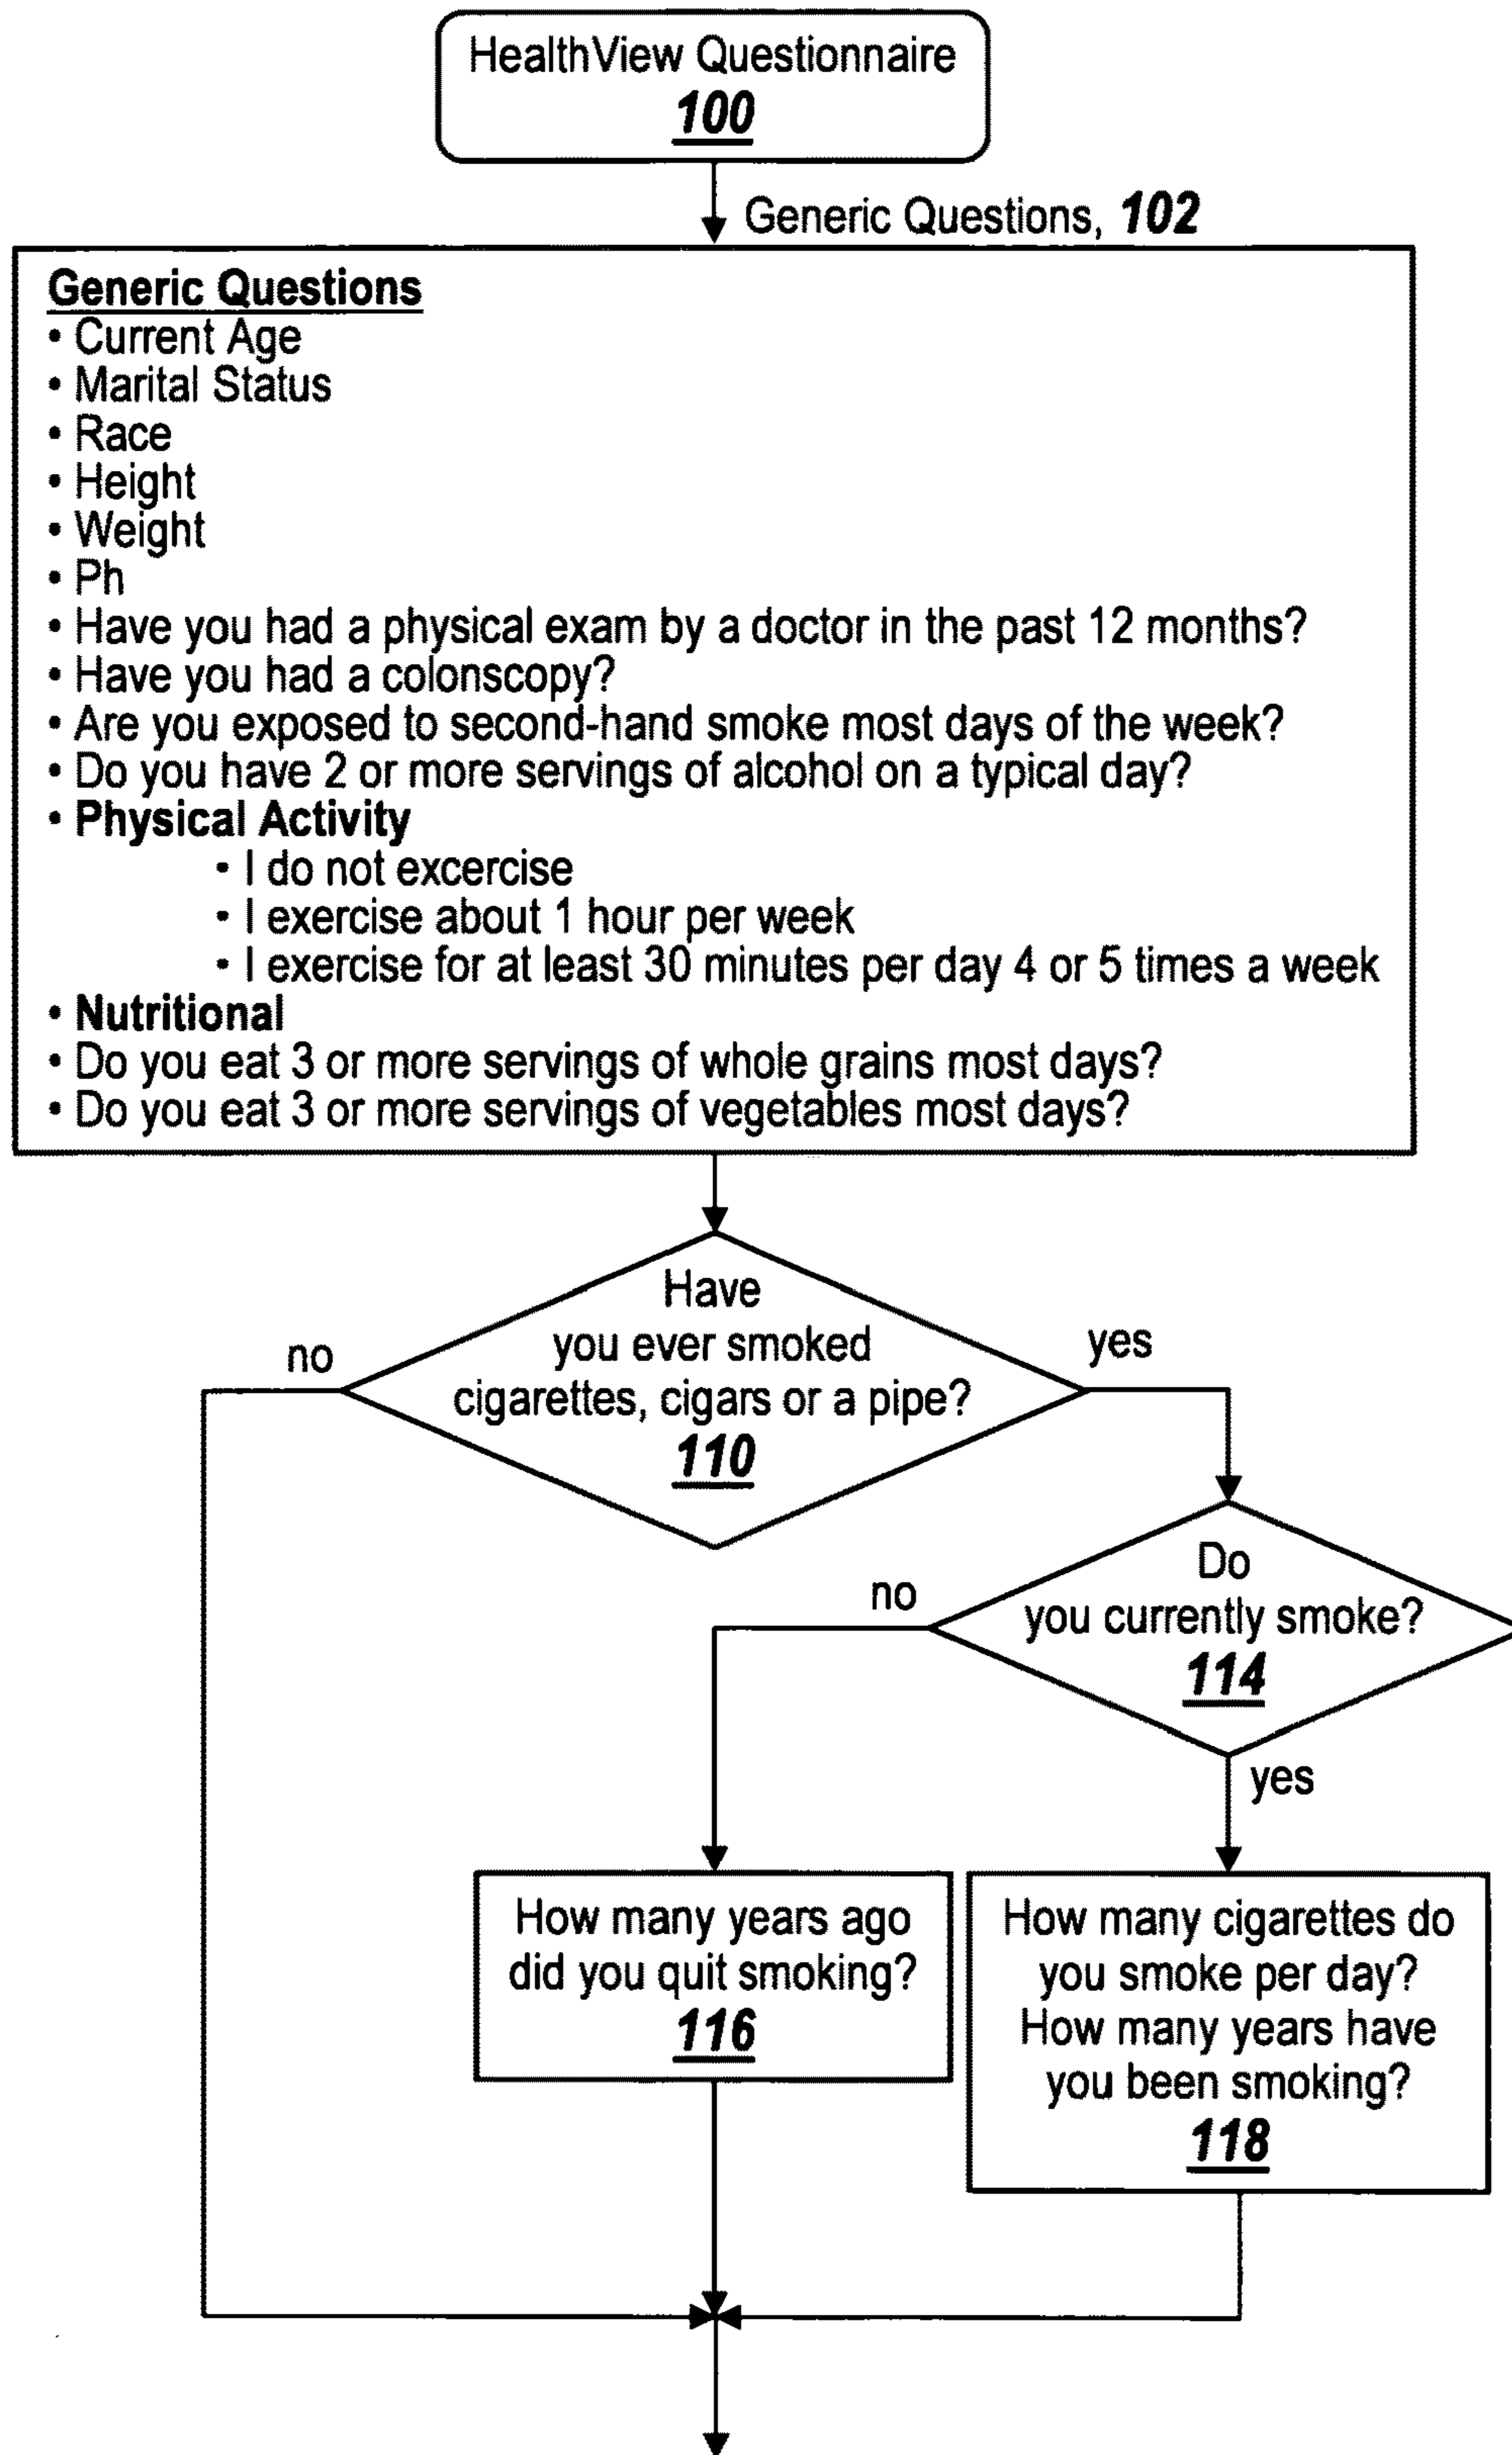 HealthView Questionnaire
100
Generic Questions, 102
Generic Questions
• Current Age
• Marital Status
• Race
• Height
• Weight
• Ph
• Have you had a physical exam by a doctor in the past 12 months?
• Have you had a colonscopy?
• Are you exposed to second-hand smoke most days of the week?
• Do you have 2 or more servings of alcohol on a typical day?
• Physical Activity
• I do not excercise
• I exercise about 1 hour per week
• I exercise for at least 30 minutes per day 4 or 5 times a week
• Nutritional
• Do you eat 3 or more servings of whole grains most days?
• Do you eat 3 or more servings of vegetables most days?
Have
you ever smoked
cigarettes, cigars or a pipe?
110
no
yes
Do
you currently smoke?
114
no
yes
How many years ago
did you quit smoking?
116
How many cigarettes do
you smoke per day?
How many years have
you been smoking?
118